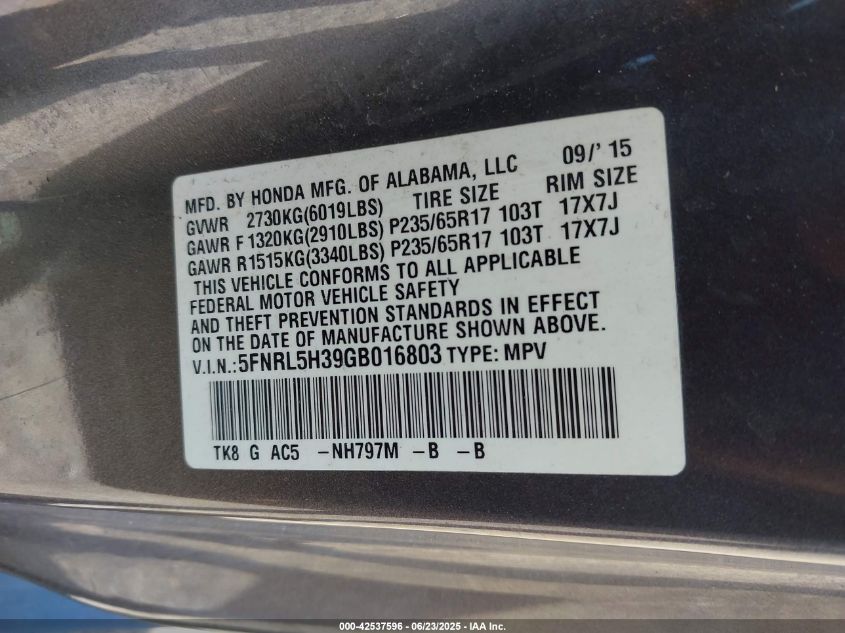 MFD. BY HONDA MFG. OF ALABAMA, LLC 09/' 15
GVWR 2730KG(6019LBS) TIRE SIZE RIM SIZE
GAWR F 1320KG(2910LBS) P235/65R17 103T 17X7J
GAWR R1515KG(3340LBS) P235/65R17 103T 17X7J
THIS VEHICLE CONFORMS TO ALL APPLICABLE
FEDERAL MOTOR VEHICLE SAFETY
AND THEFT PREVENTION STANDARDS IN EFFECT
ON THE DATE OF MANUFACTURE SHOWN ABOVE.
V.I.N.:5FNRL5H39GB016803 TYPE: MPV
TK8 G AC5 -NH797M -B -B
000-42537596 - 06/23/2025 - IAA Inc.